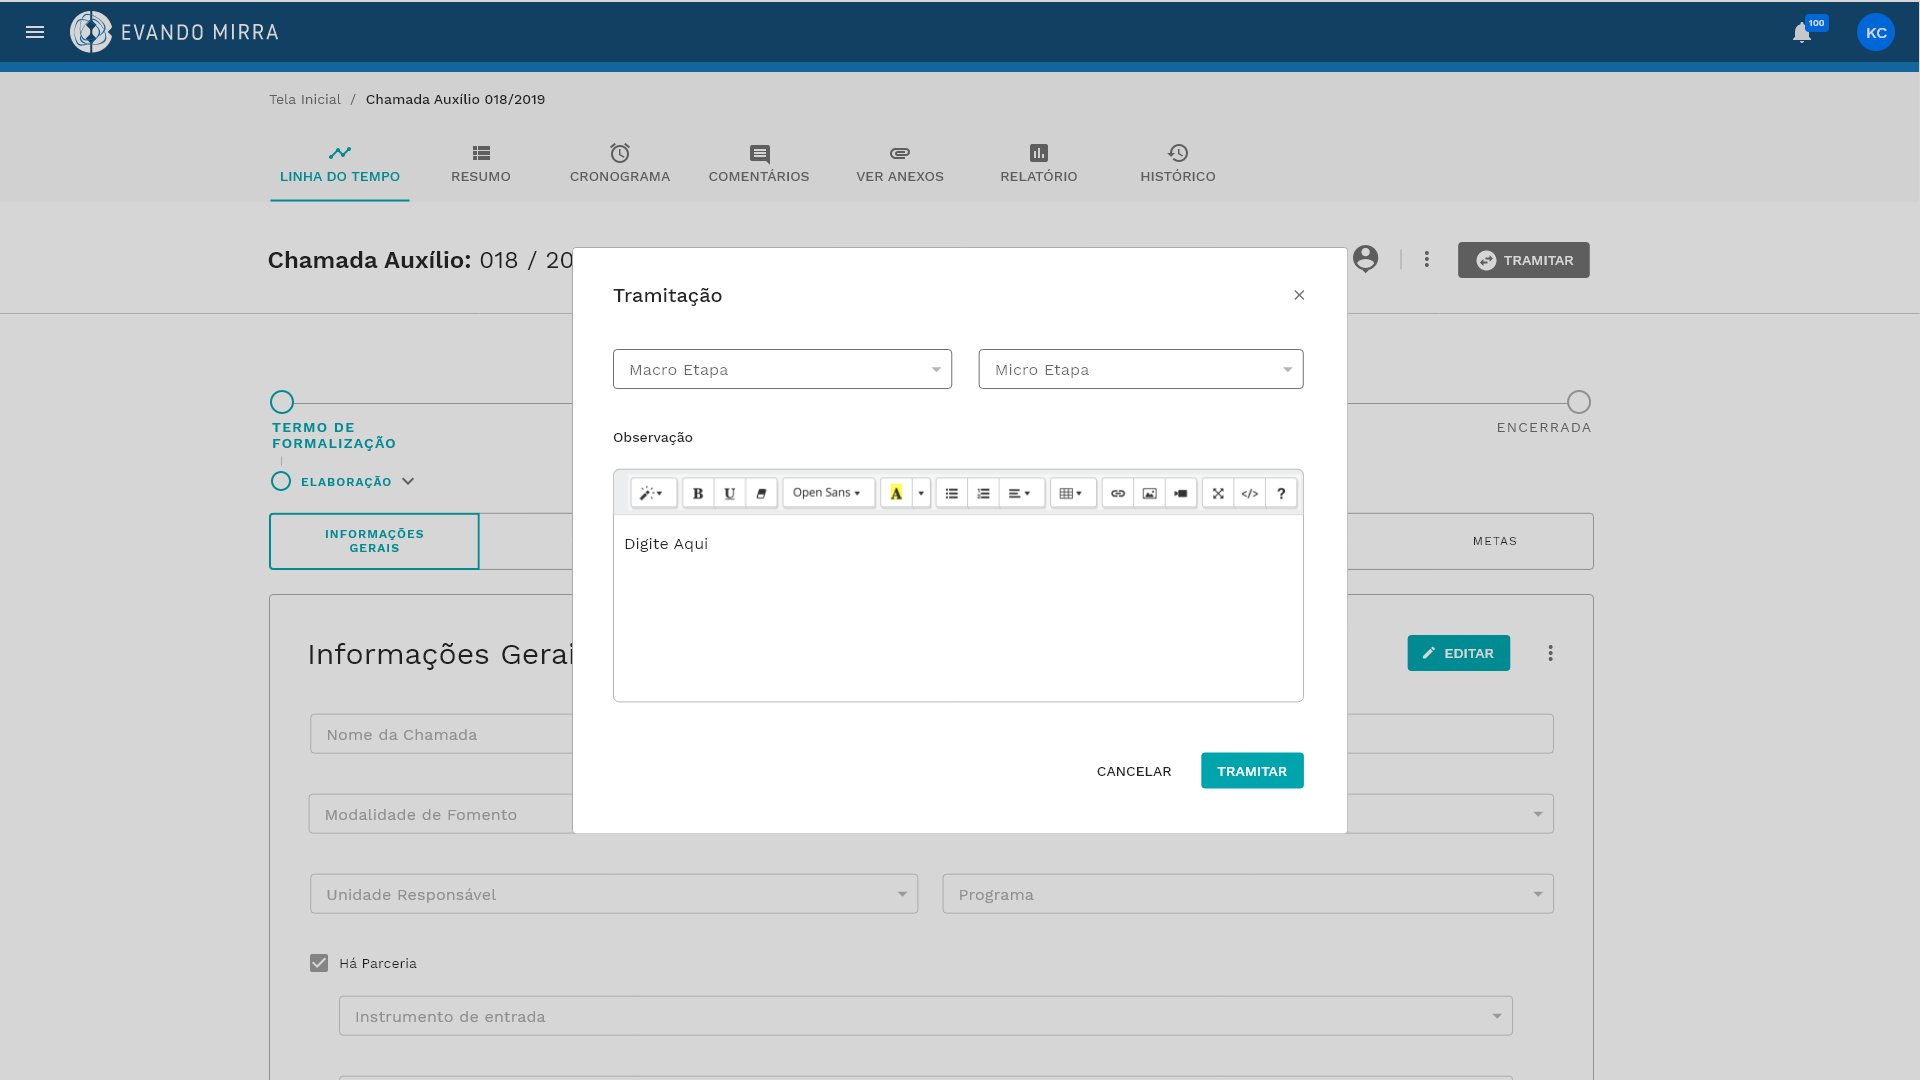 EVANDO MIRRA
100
KC
Tela Inicial / Chamada Auxílio 018/2019
LINHA DO TEMPO
RESUMO
CRONOGRAMA
COMENTÁRIOS
VER ANEXOS
RELATÓRIO
HISTÓRICO
Chamada Auxílio: 018 / 20
TRAMITAR
Tramitação
×
Macro Etapa
Micro Etapa
Observação
B U Open Sans A </> ?
Digite Aqui
CANCELAR
TRAMITAR
TERMO DE
FORMALIZAÇÃO
ENCERRADA
ELABORAÇÃO
INFORMAÇÕES
GERAIS
METAS
Informações Gerai
EDITAR
Nome da Chamada
Modalidade de Fomento
Unidade Responsável
Programa
Há Parceria
Instrumento de entrada